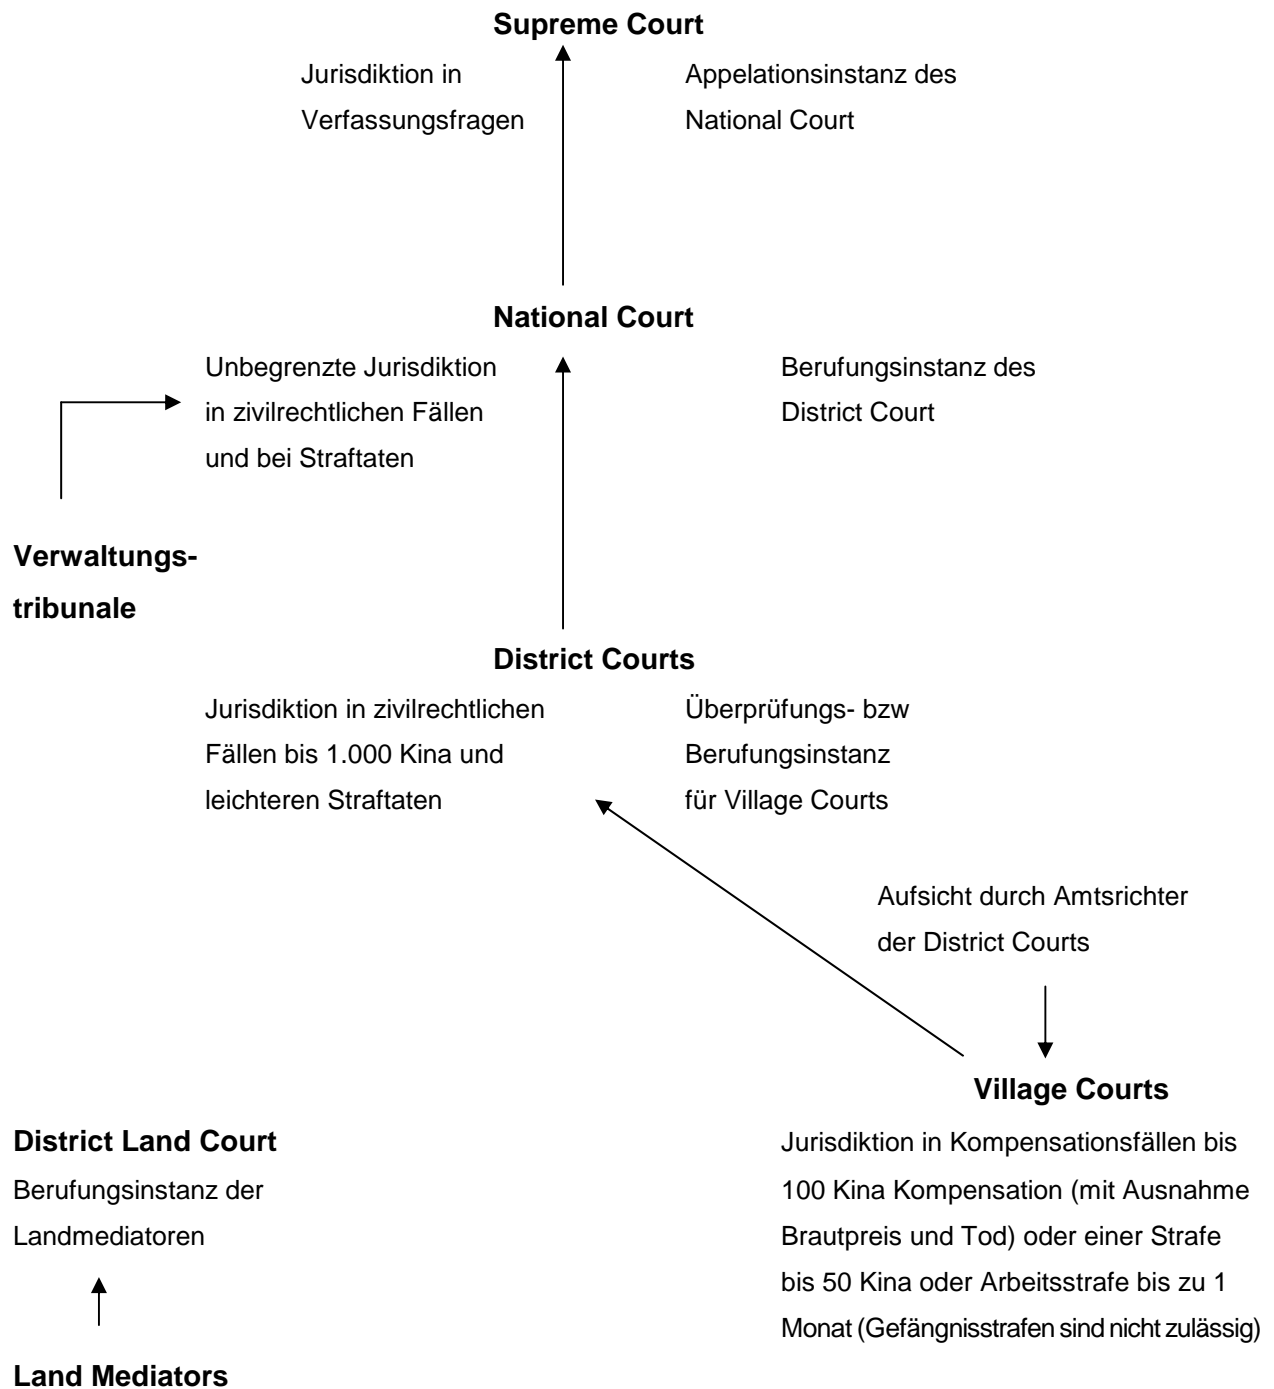 Supreme Court
Jurisdiktion in
Verfassungsfragen
Appelationsinstanz des
National Court
National Court
Unbegrenzte Jurisdiktion
in zivilrechtlichen Fällen
und bei Straftaten
Berufungsinstanz des
District Court
Verwaltungs-
tribunale
District Courts
Jurisdiktion in zivilrechtlichen
Fällen bis 1.000 Kina und
leichteren Straftaten
Überprüfungs- bzw
Berufungsinstanz
für Village Courts
Aufsicht durch Amtsrichter
der District Courts
Village Courts
Jurisdiktion in Kompensationsfällen bis
100 Kina Kompensation (mit Ausnahme
Brautpreis und Tod) oder einer Strafe
bis 50 Kina oder Arbeitsstrafe bis zu 1
Monat (Gefängnisstrafen sind nicht zulässig)
District Land Court
Berufungsinstanz der
Landmediatoren
Land Mediators